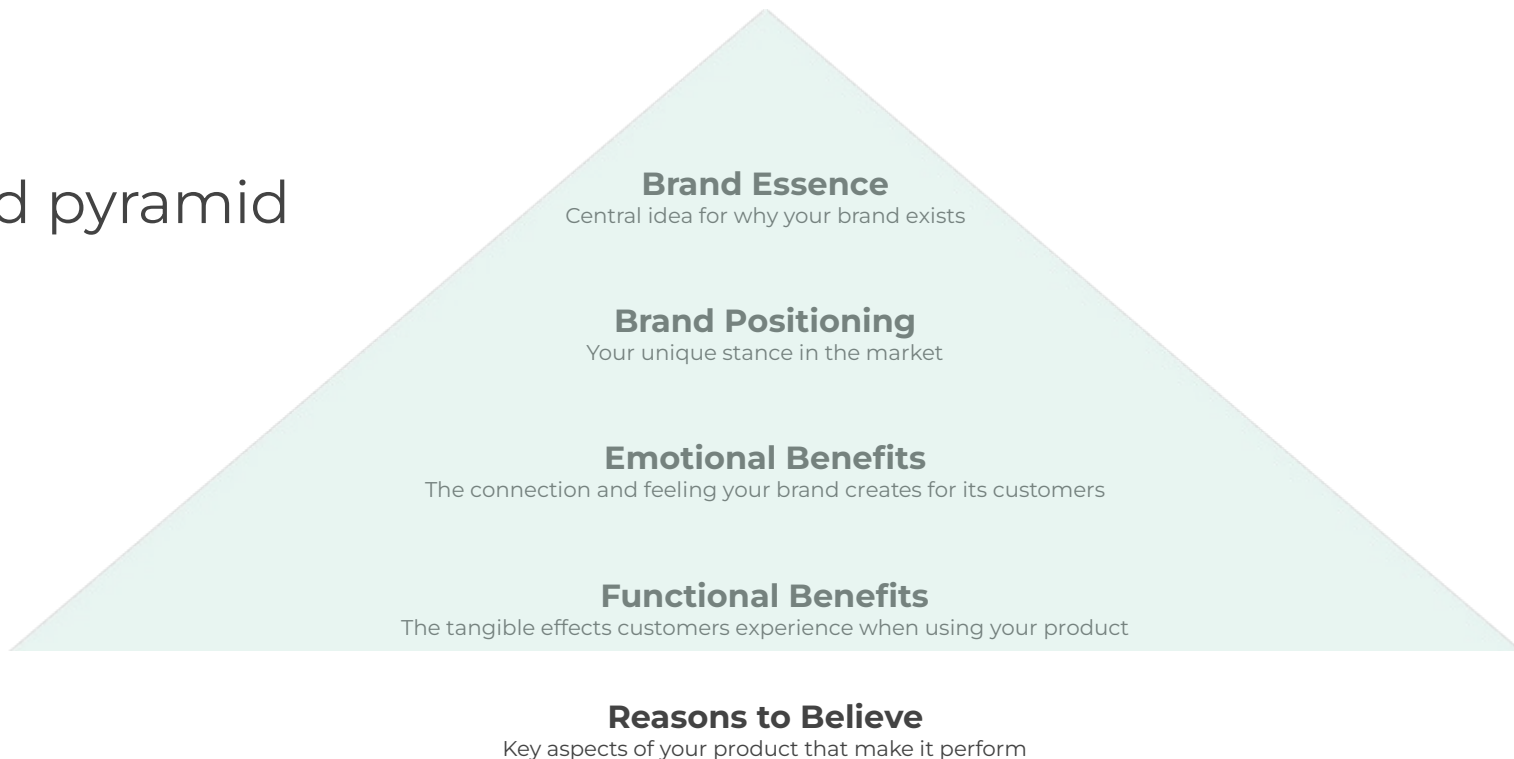 d pyramid
Brand Essence
Central idea for why your brand exists
Brand Positioning
Your unique stance in the market
Emotional Benefits
The connection and feeling your brand creates for its customers
Functional Benefits
The tangible effects customers experience when using your product
Reasons to Believe
Key aspects of your product that make it perform